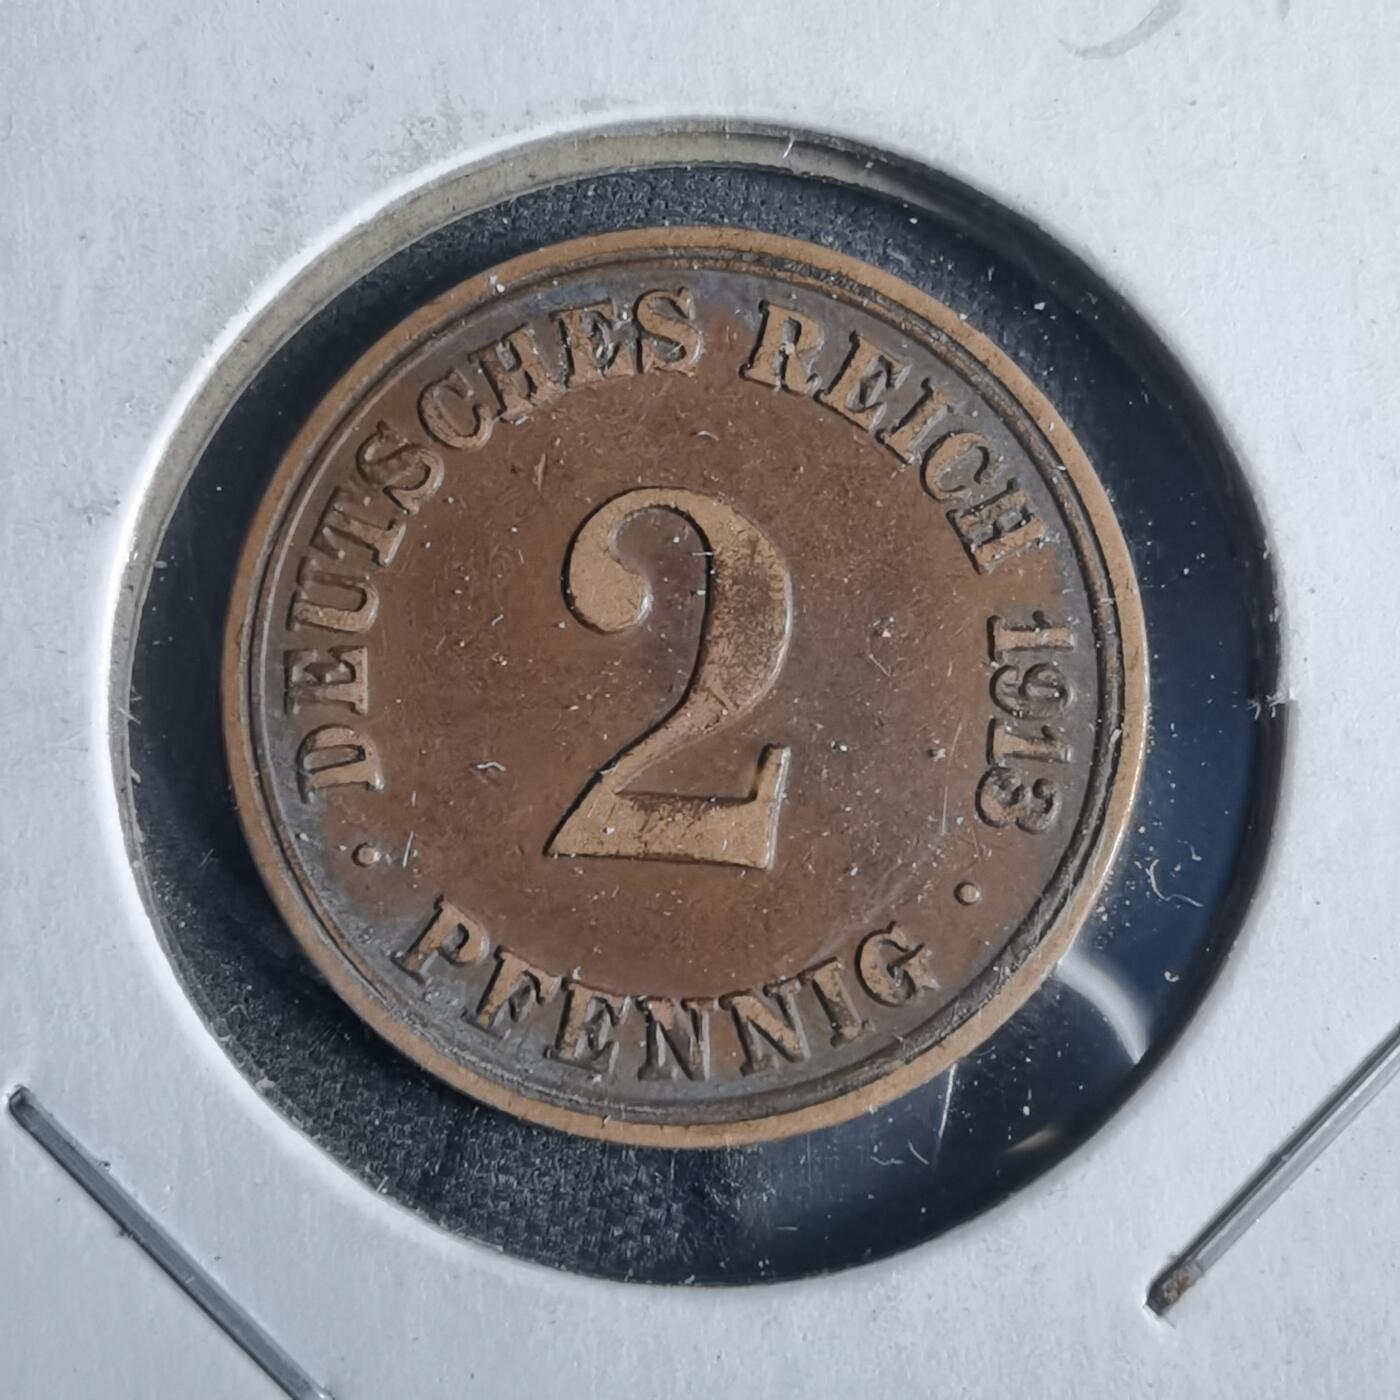 DEUTSCHES REICH 1913
2
PFENNIG